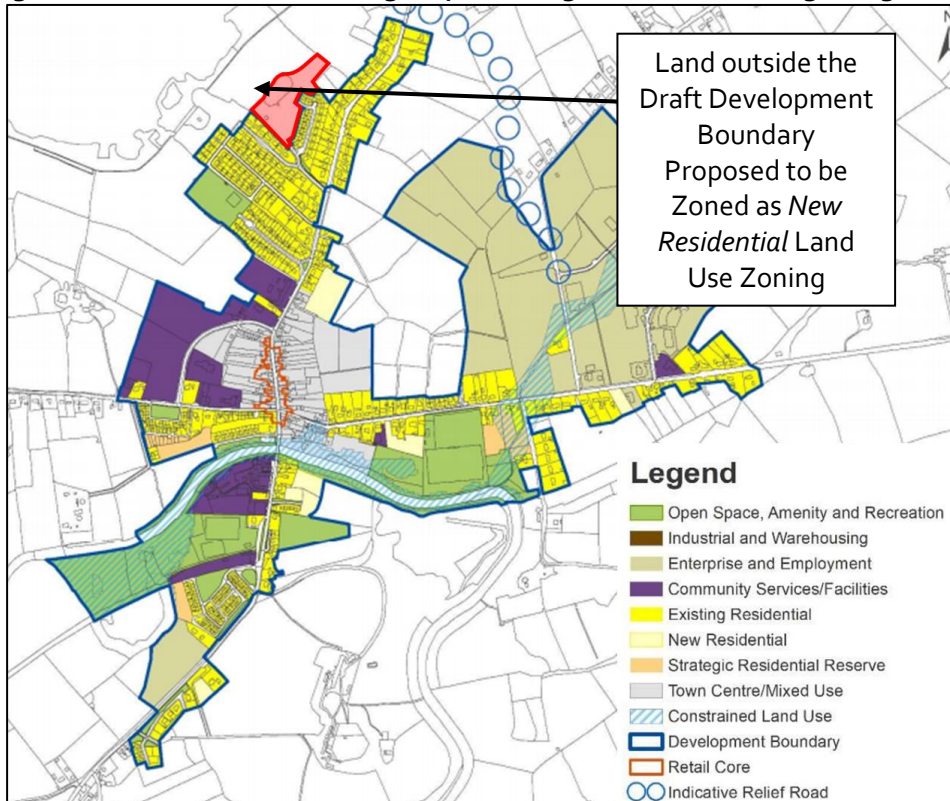 Land outside the
Draft Development
Boundary
Proposed to be
Zoned as New
Residential Land
Use Zoning
Legend
Open Space, Amenity and Recreation
Industrial and Warehousing
Enterprise and Employment
Community Services/Facilities
Existing Residential
New Residential
Strategic Residential Reserve
Town Centre/Mixed Use
Constrained Land Use
Development Boundary
Retail Core
Indicative Relief Road